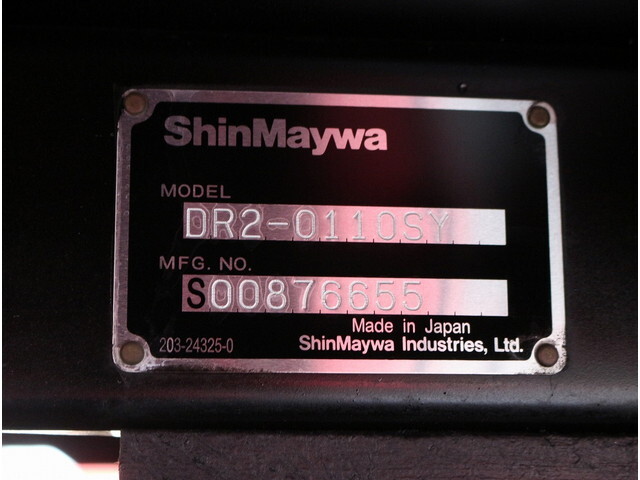 ShinMaywa
MODEL
DR2-0110SY
MFG. NO.
S00876655
Made in Japan
203-24325-0 ShinMaywa Industries, Ltd.